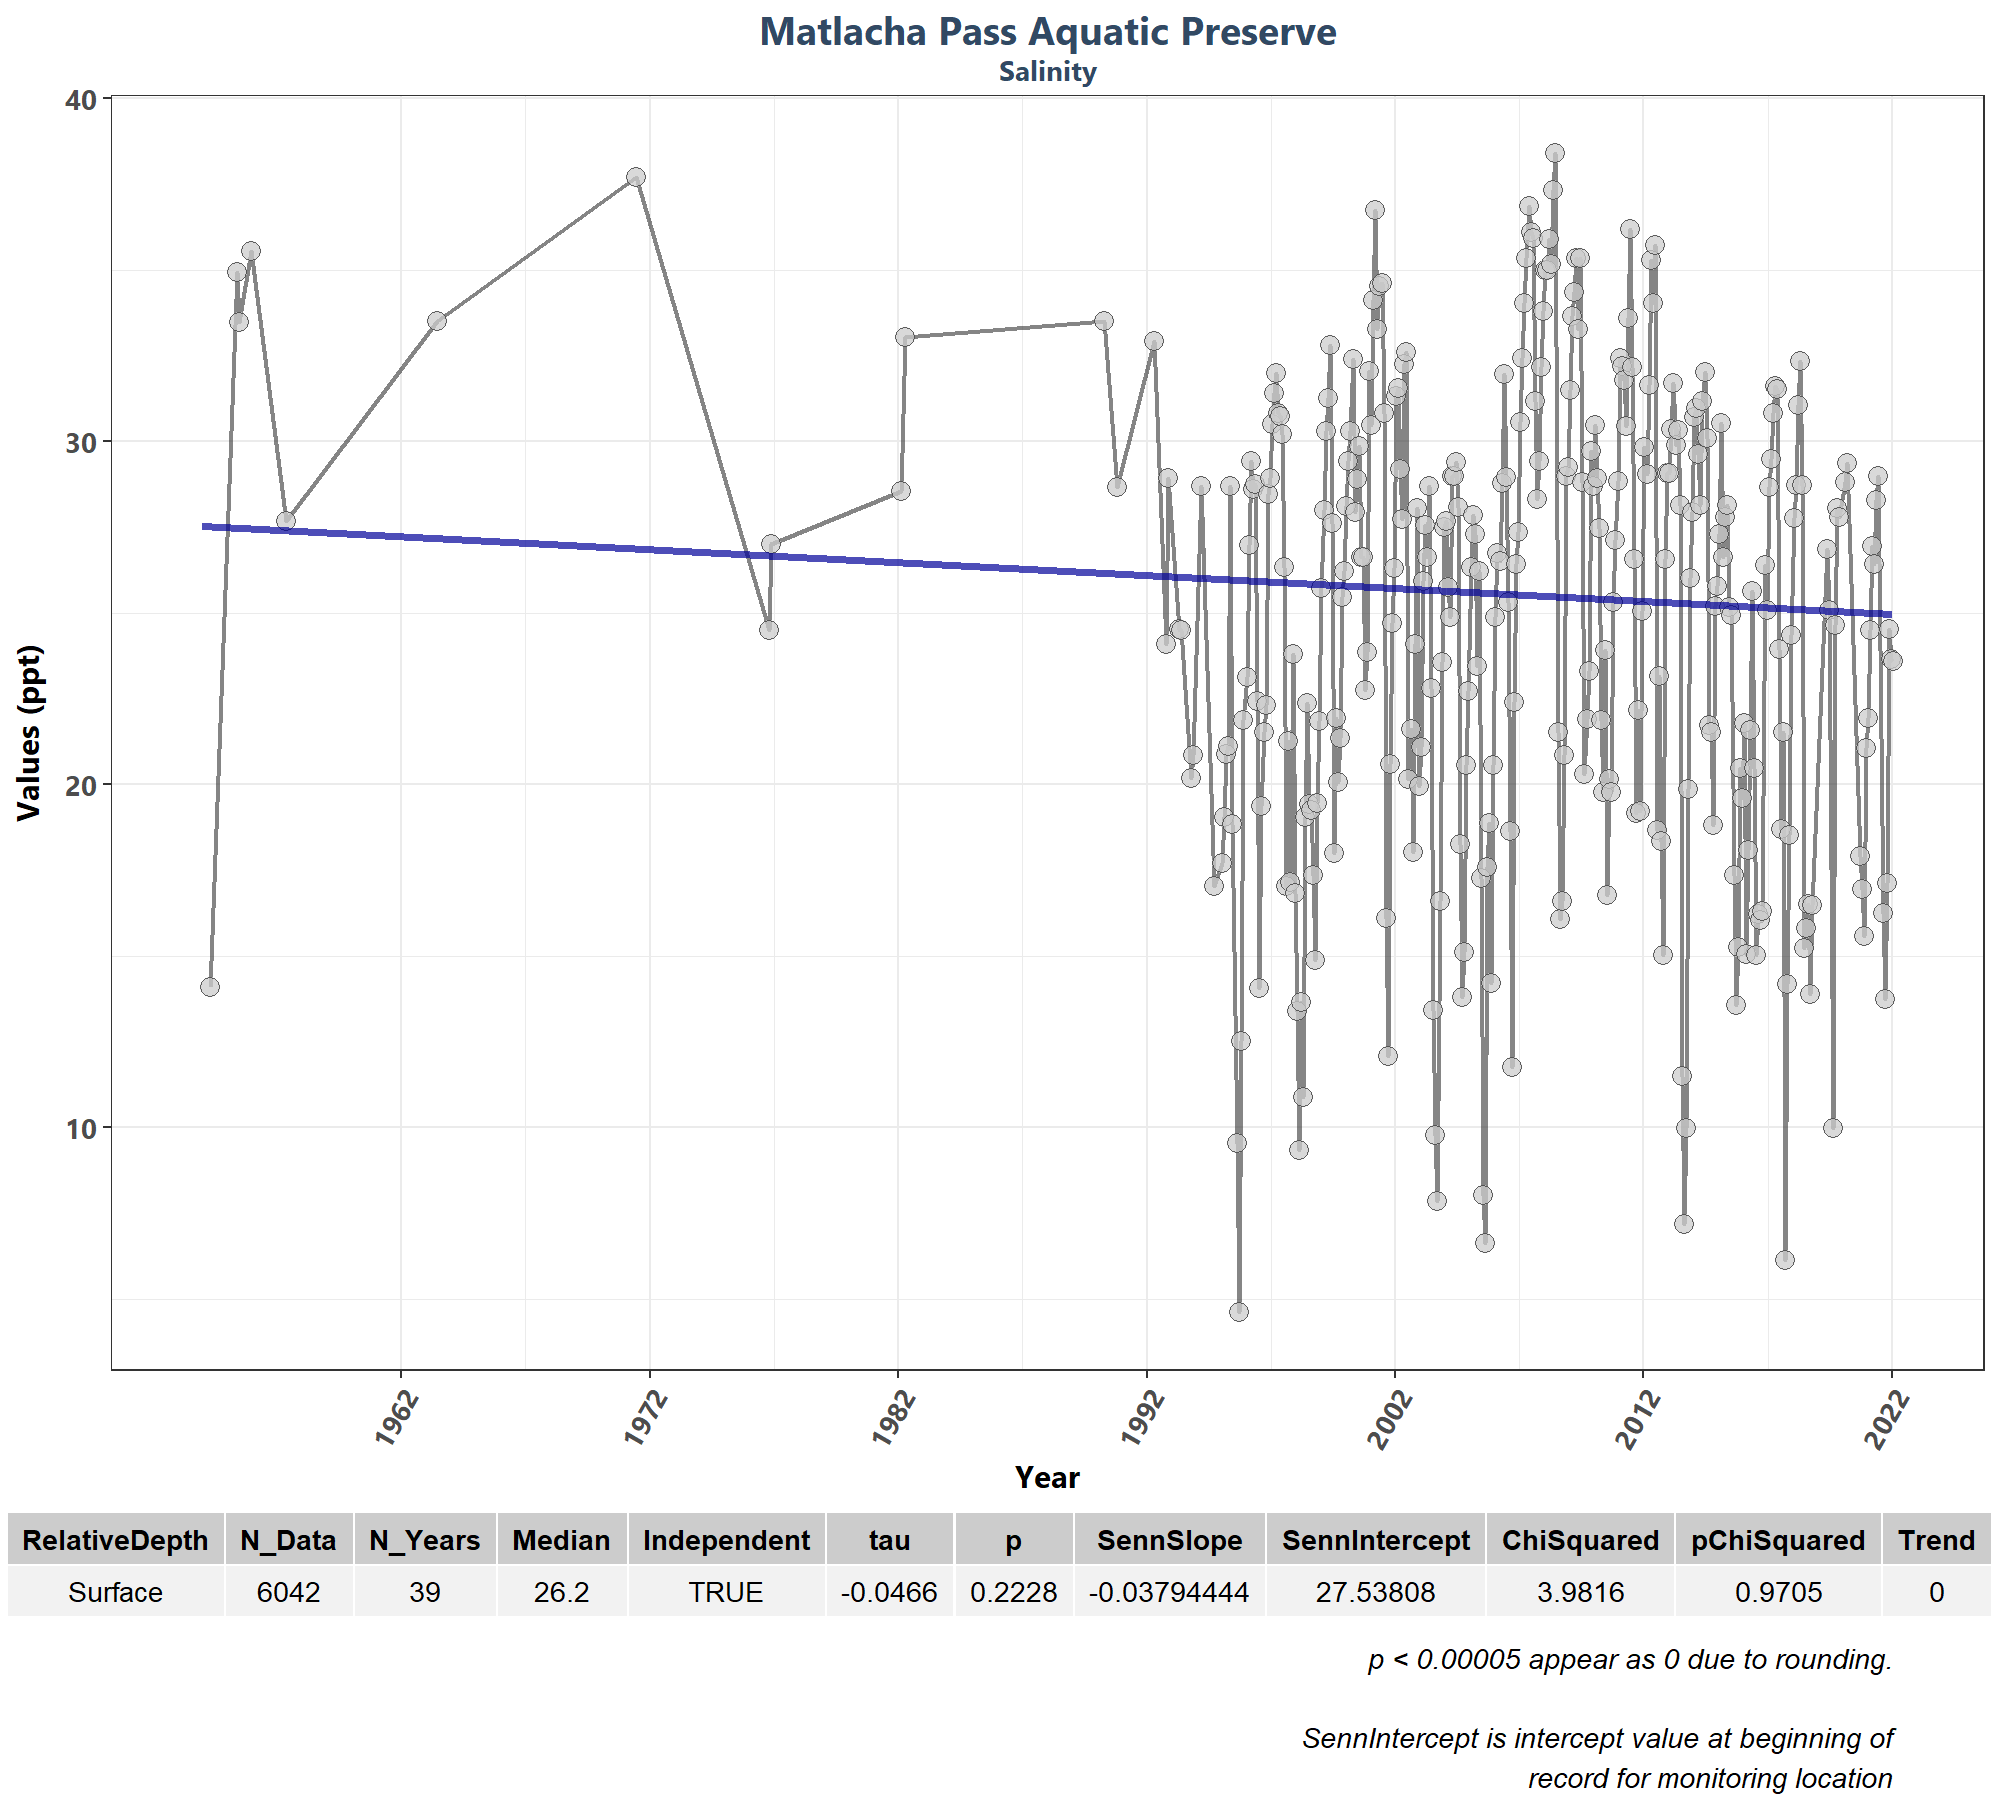 Matlacha Pass Aquatic Preserve
Salinity
40
30
20
10
Values (ppt)
1962 1972 1982 1992 2002 2012 2022
Year
RelativeDepth N_Data N_Years Median Independent tau p SennSlope SennIntercept ChiSquared pChiSquared Trend
Surface 6042 39 26.2 TRUE -0.0466 0.2228 -0.03794444 27.53808 3.9816 0.9705 0
p < 0.00005 appear as 0 due to rounding.
SennIntercept is intercept value at beginning of
record for monitoring location